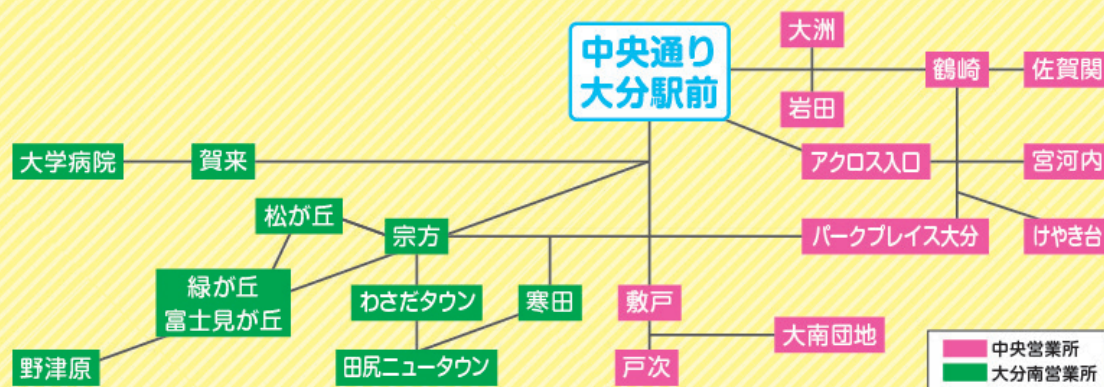 中央通り
大分駅前
大洲
鶴崎
佐賀関
岩田
大学病院
賀来
アクロス入口
宮河内
松が丘
宗方
パークプレイス大分
けやき台
緑が丘
富士見が丘
わさだタウン
寒田
敷戸
大南団地
野津原
田尻ニュータウン
戸次
中央営業所
大分南営業所